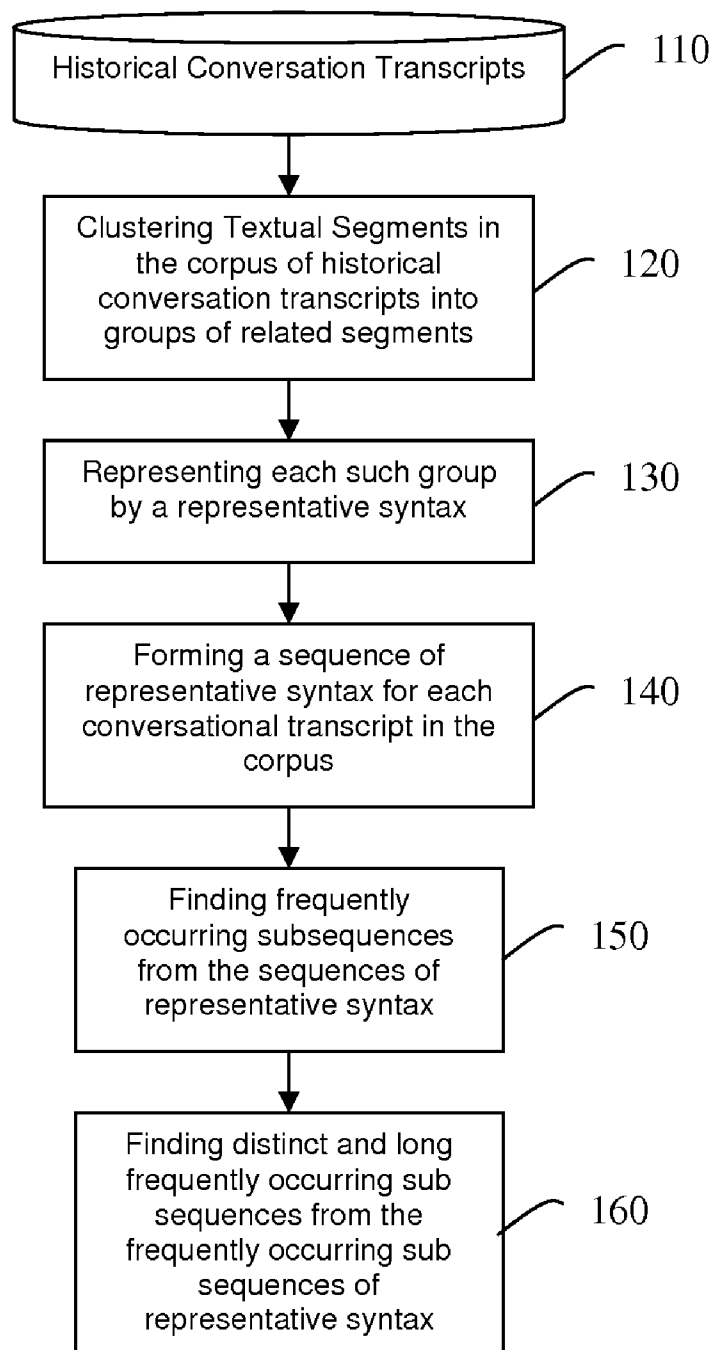 Historical Conversation Transcripts
110
Clustering Textual Segments in
the corpus of historical
conversation transcripts into
groups of related segments
120
Representing each such group
by a representative syntax
130
Forming a sequence of
representative syntax for each
conversational transcript in the
corpus
140
Finding frequently
occurring subsequences
from the sequences of
representative syntax
150
Finding distinct and long
frequently occurring sub
sequences from the
frequently occurring sub
sequences of
representative syntax
160